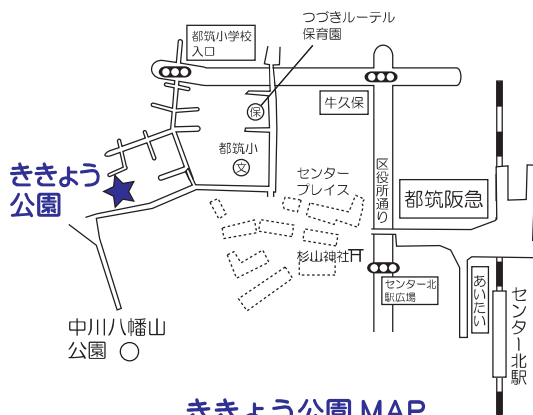 つづきルーテル
保育園
都筑小学校
入口
牛久保
保
都筑小
文
センター
プレイス
区役所通り
都筑阪急
ききょう
公園
杉山神社
センター北
駅広場
あいたい
センター北駅
中川八幡山
公園
ききょう公園 MAP